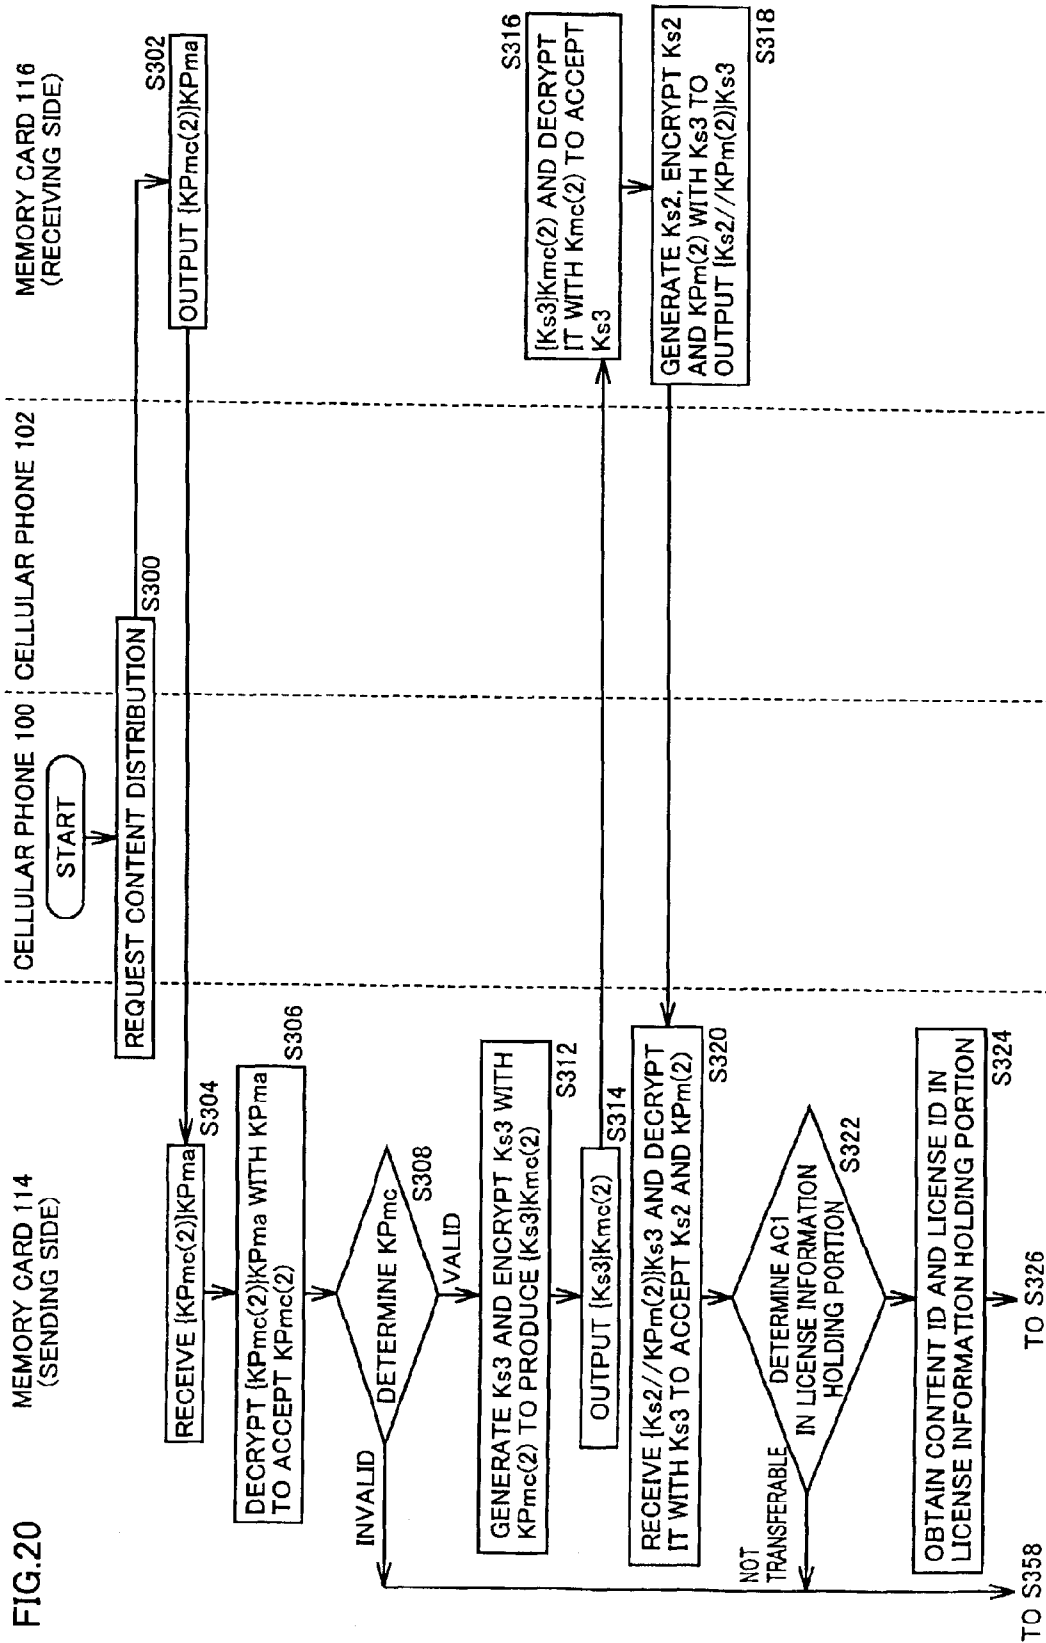 FIG.20
MEMORY CARD 114
(SENDING SIDE)
CELLULAR PHONE 100
CELLULAR PHONE 102
MEMORY CARD 116
(RECEIVING SIDE)
START
REQUEST CONTENT DISTRIBUTION
S300
S302
OUTPUT {KPmc(2)}KPma
S304
RECEIVE {KPmc(2)}KPma
S306
DECRYPT {KPmc(2)}KPma WITH KPma
TO ACCEPT KPmc(2)
DETERMINE KPmc
S308
INVALID
VALID
GENERATE Ks3 AND ENCRYPT Ks3 WITH
KPmc(2) TO PRODUCE {Ks3}Kmc(2)
S312
OUTPUT {Ks3}Kmc(2)
S314
S316
{Ks3}Kmc(2) AND DECRYPT
IT WITH Kmc(2) TO ACCEPT
Ks3
GENERATE Ks2, ENCRYPT Ks2
AND KPm(2) WITH Ks3 TO
OUTPUT {Ks2//KPm(2)}Ks3
S318
RECEIVE {Ks2//KPm(2)}Ks3 AND DECRYPT
IT WITH Ks3 TO ACCEPT Ks2 AND KPm(2)
S320
DETERMINE AC1
IN LICENSE INFORMATION
HOLDING PORTION
S322
NOT
TRANSFERABLE
OBTAIN CONTENT ID AND LICENSE ID IN
LICENSE INFORMATION HOLDING PORTION
S324
TO S358
TO S326